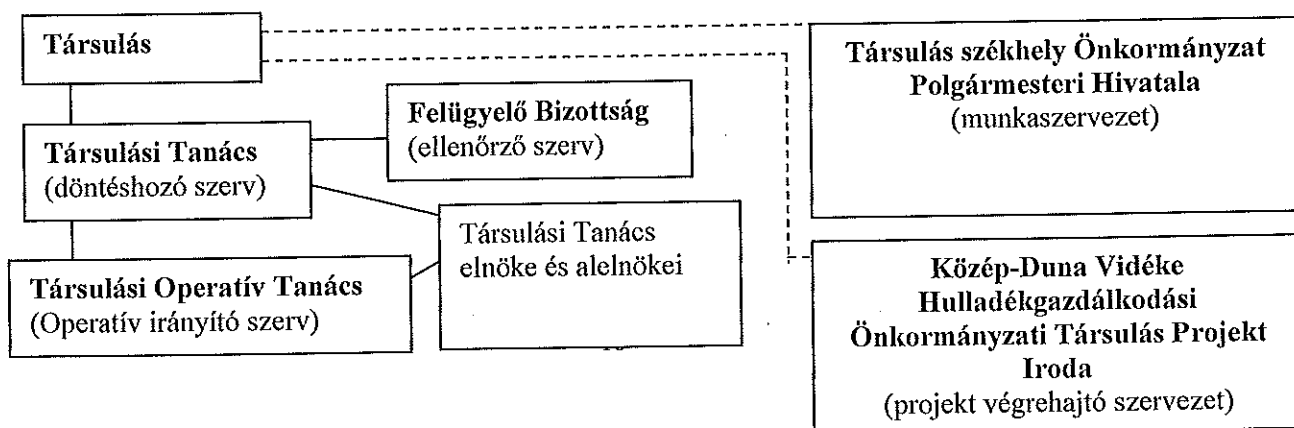 Társulás
Társulási Tanács
(döntéshozó szerv)
Társulási Operatív Tanács
(Operatív irányító szerv)
Felügyelő Bizottság
(ellenőrző szerv)
Társulási Tanács
elnöke és alelnökei
Társulás székhely Önkormányzat
Polgármesteri Hivatala
(munkaszervezet)
Közép-Duna Vidéke
Hulladékgazdálkodási
Önkormányzati Társulás Projekt
Iroda
(projekt végrehajtó szervezet)